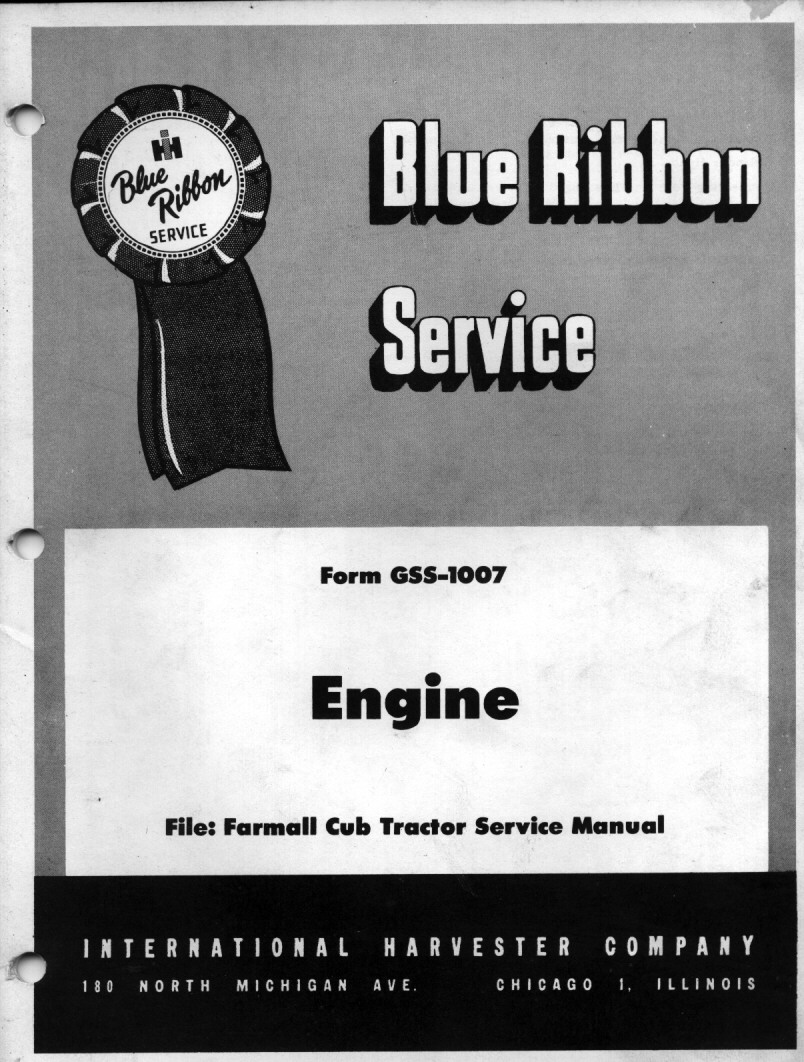 IH
Blue
Ribbon
SERVICE
Blue Ribbon
Service
Form GSS-1007
Engine
File: Farmall Cub Tractor Service Manual
INTERNATIONAL HARVESTER COMPANY
180 NORTH MICHIGAN AVE. CHICAGO 1, ILLINOIS